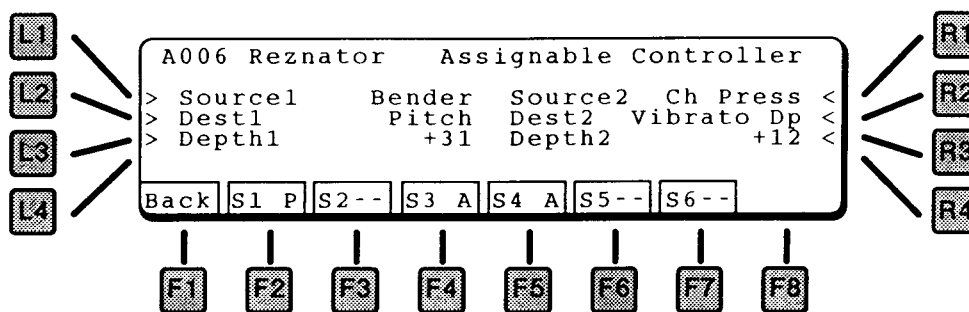 L1 R1
A006 Reznator Assignable Controller
L2 R2
> Source1 Bender Source2 Ch Press <
> Dest1 Pitch Dest2 Vibrato Dp <
> Depth1 +31 Depth2 +12 <
L3 R3
L4 R4
Back S1 P S2-- S3 A S4 A S5-- S6--
F1 F2 F3 F4 F5 F6 F7 F8